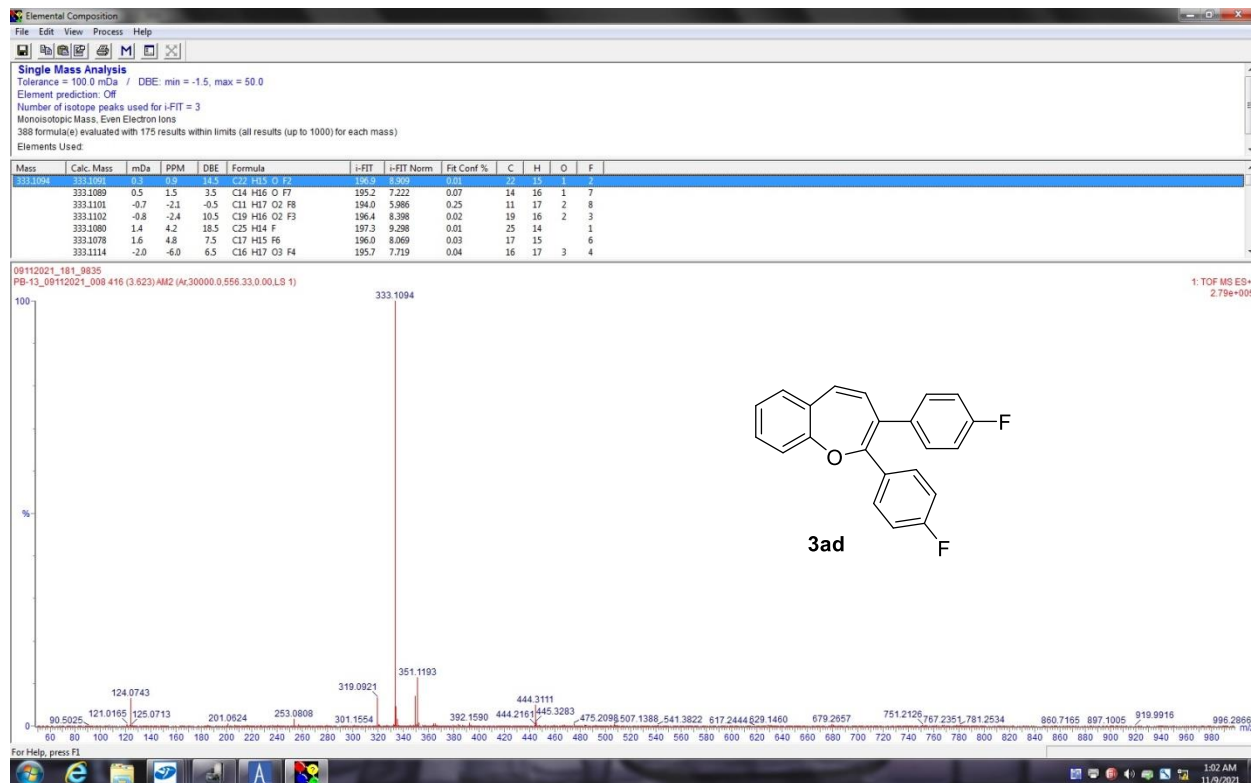 Elemental Composition
File Edit View Process Help
Single Mass Analysis
Tolerance = 100.0 mDa / DBE: min = -1.5, max = 50.0
Element prediction: Off
Number of isotope peaks used for i-FIT = 3
Monoisotopic Mass, Even Electron Ions
388 formula(e) evaluated with 175 results within limits (all results (up to 1000) for each mass)
Elements Used:
Mass Calc. Mass mDa PPM DBE Formula i-FIT i-FIT Norm Fit Conf % C H O F
333.1094 333.1091 0.3 0.9 14.5 C22 H15 O F2 196.9 8.909 0.01 22 15 1 2
333.1089 0.5 1.5 3.5 C14 H16 O F7 195.2 7.222 0.07 14 16 1 7
333.1101 -0.7 -2.1 -0.5 C11 H17 O2 F8 194.0 5.986 0.25 11 17 2 8
333.1102 -0.8 -2.4 10.5 C19 H16 O2 F3 196.4 8.398 0.02 19 16 2 3
333.1080 1.4 4.2 18.5 C25 H14 F 197.3 9.298 0.01 25 14 1
333.1078 1.6 4.8 7.5 C17 H15 F6 196.0 8.069 0.03 17 15 6
333.1114 -2.0 -6.0 6.5 C16 H17 O3 F4 195.7 7.719 0.04 16 17 3 4
09112021_181_9835
PB-13_09112021_008 416 (3.623) AM2 (Ar,30000.0,556.33,0.00,LS 1)
1: TOF MS ES+
2.79e+005
100
333.1094
F
O
F
3ad
%
351.1193
319.0921
124.0743
444.3111
90.5025 121.0165 125.0713 201.0624 253.0808 301.1554 392.1590 444.2161 445.3283 475.2098 507.1388 541.3822 617.2444 629.1460 679.2657 751.2126 767.2351 781.2534 860.7165 897.1005 919.9916 996.2866
0
m/z
60 80 100 120 140 160 180 200 220 240 260 280 300 320 340 360 380 400 420 440 460 480 500 520 540 560 580 600 620 640 660 680 700 720 740 760 780 800 820 840 860 880 900 920 940 960 980
For Help, press F1
1:02 AM
11/9/2021